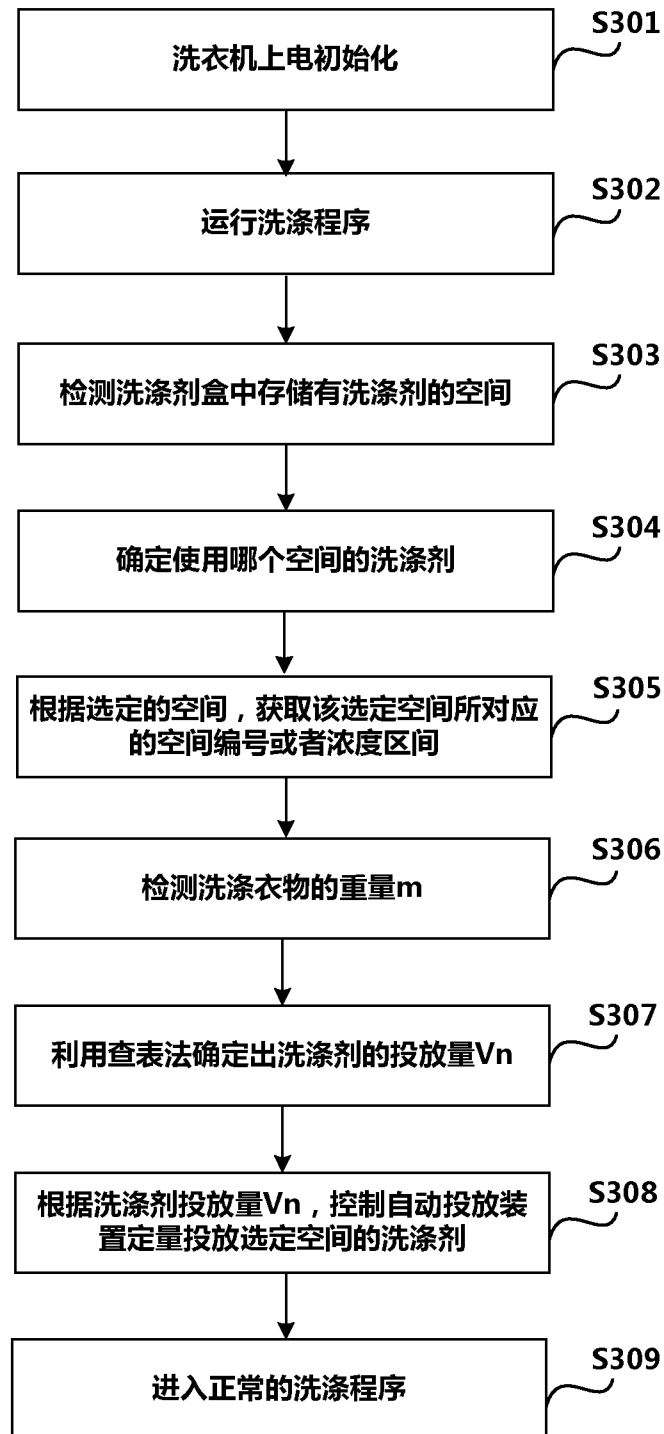 S301
洗衣机上电初始化
S302
运行洗涤程序
S303
检测洗涤剂盒中存储有洗涤剂的空间
S304
确定使用哪个空间的洗涤剂
S305
根据选定的空间，获取该选定空间所对应
的空间编号或者浓度区间
S306
检测洗涤衣物的重量m
S307
利用查表法确定出洗涤剂的投放量Vn
S308
根据洗涤剂投放量Vn，控制自动投放装
置定量投放选定空间的洗涤剂
S309
进入正常的洗涤程序